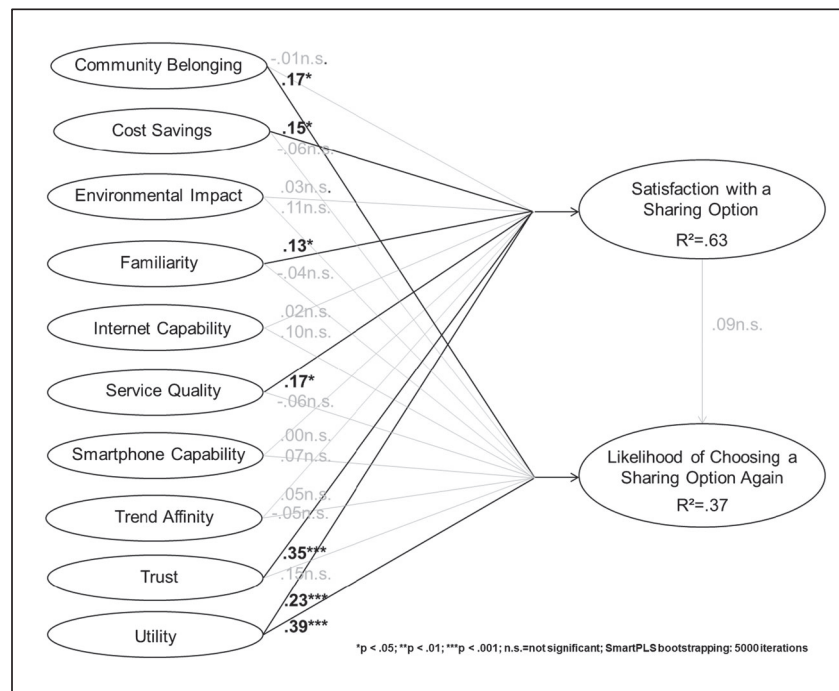 Community Belonging
-.01n.s.
.17*
Cost Savings
.15*
-.06n.s.
Environmental Impact
.03n.s.
.11n.s.
Familiarity
.13*
-.04n.s.
Internet Capability
.02n.s.
.10n.s.
Service Quality
.17*
-.06n.s.
Smartphone Capability
.00n.s.
.07n.s.
Trend Affinity
.05n.s.
-.05n.s.
Trust
.35***
.15n.s.
Utility
.23***
.39***
Satisfaction with a
Sharing Option
R²=.63
.09n.s.
Likelihood of Choosing a
Sharing Option Again
R²=.37
*p < .05; **p < .01; ***p < .001; n.s.=not significant; SmartPLS bootstrapping: 5000 iterations